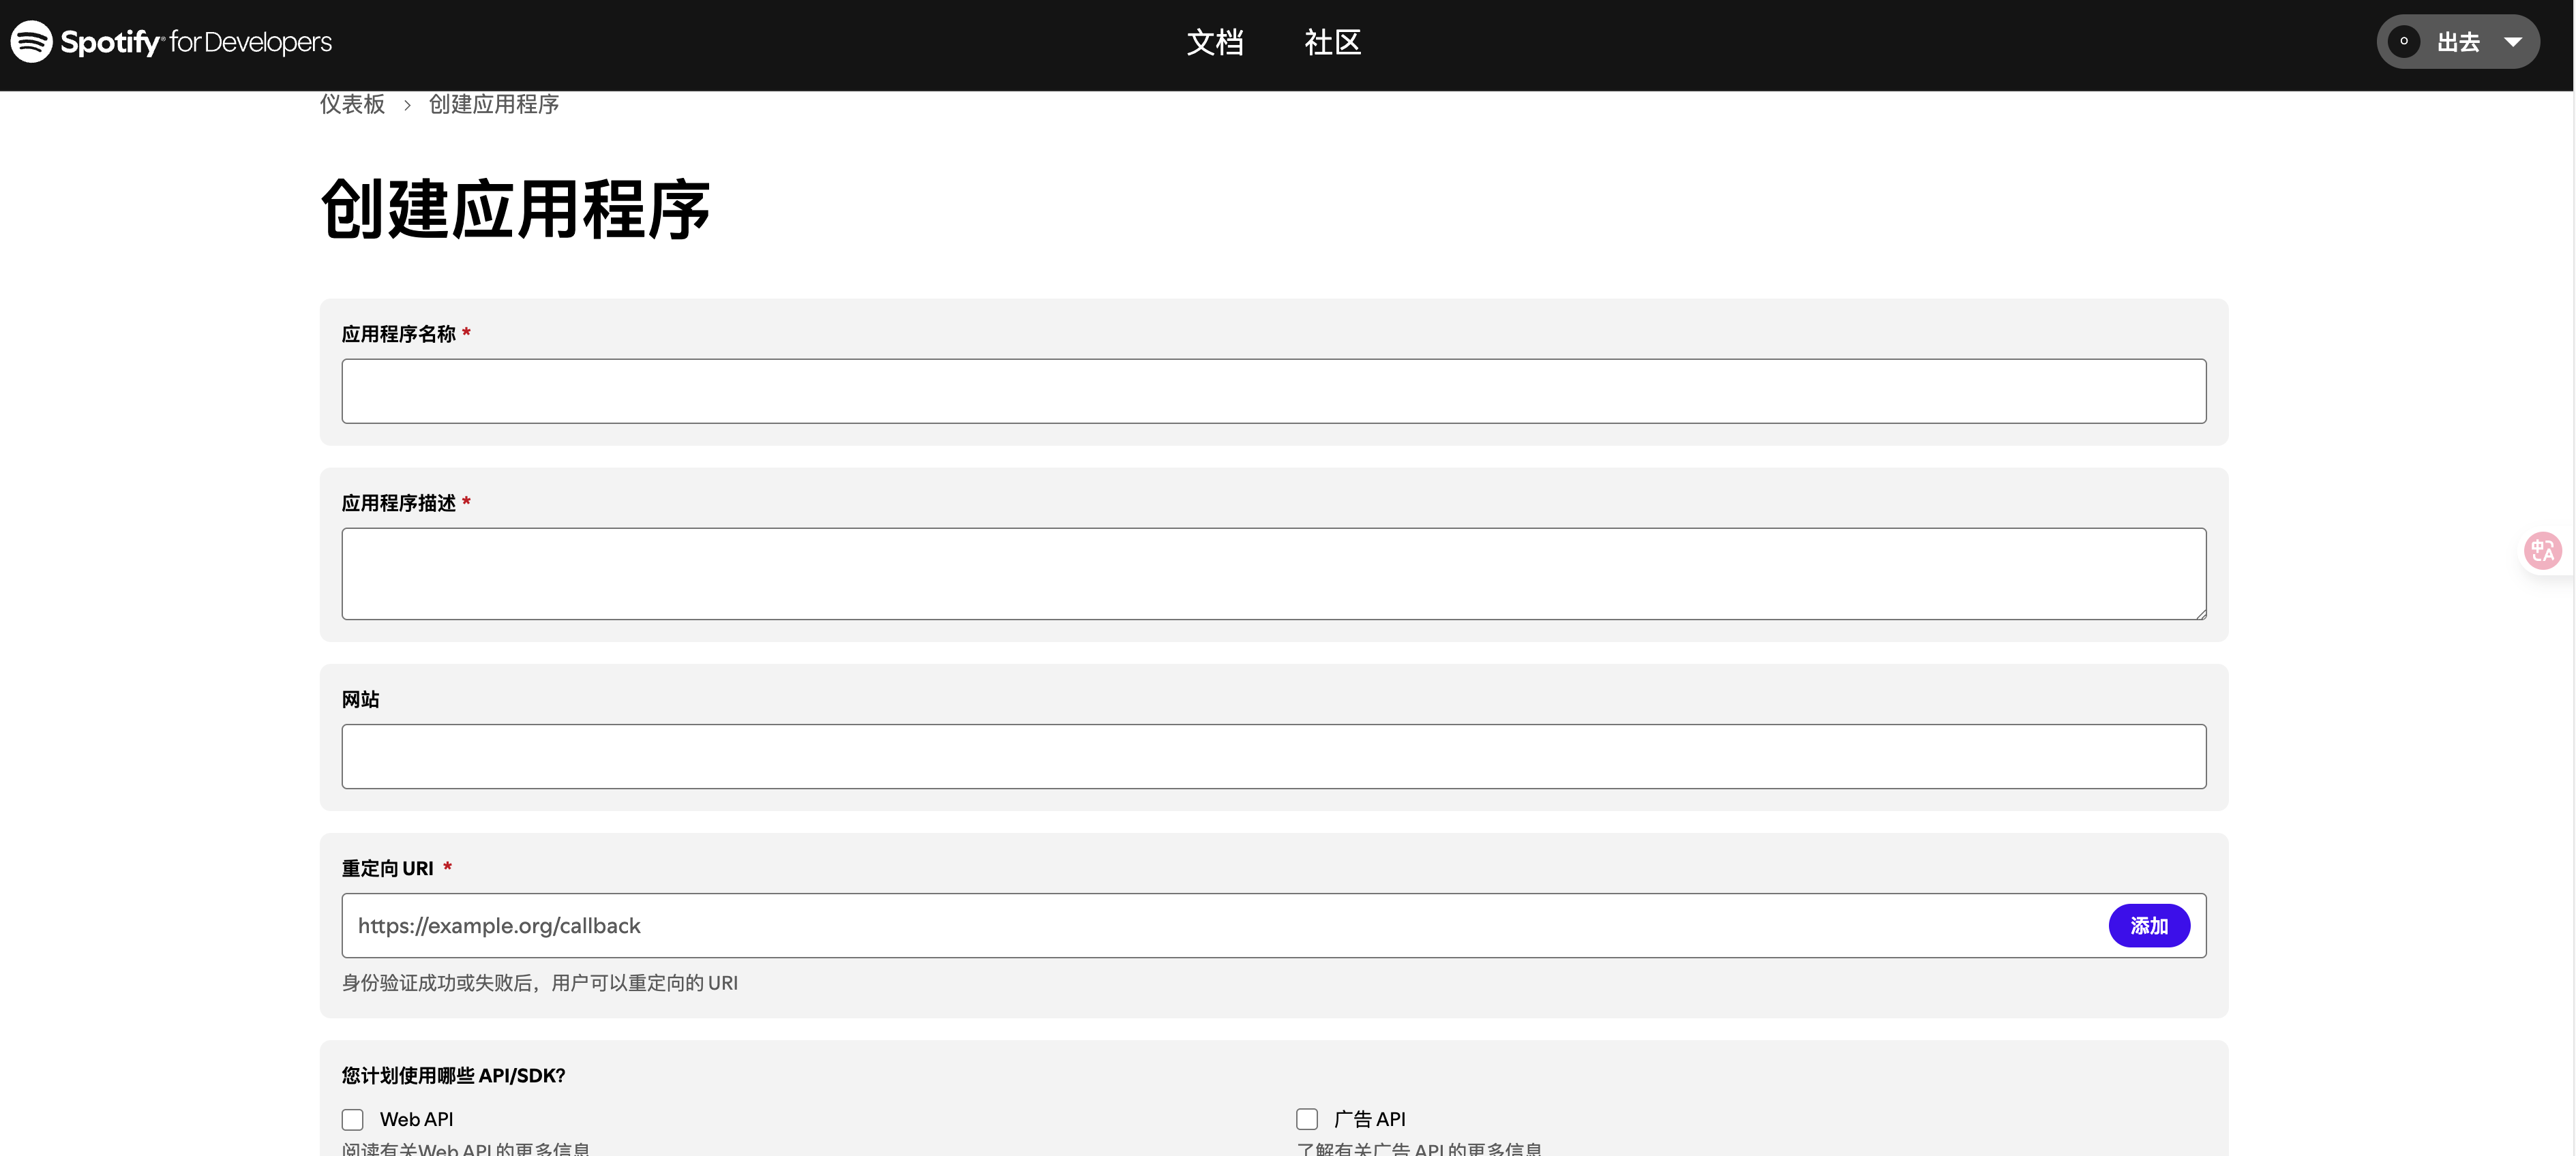 Spotify for Developers
文档 社区
出去
仪表板 > 创建应用程序
创建应用程序
应用程序名称 *
应用程序描述 *
网站
重定向 URI *
https://example.org/callback
添加
身份验证成功或失败后，用户可以重定向的 URI
您计划使用哪些 API/SDK?
Web API
广告 API
阅读有关Web API 的更多信息
了解有关广告 API 的更多信息
中A